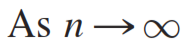 As n → ∞